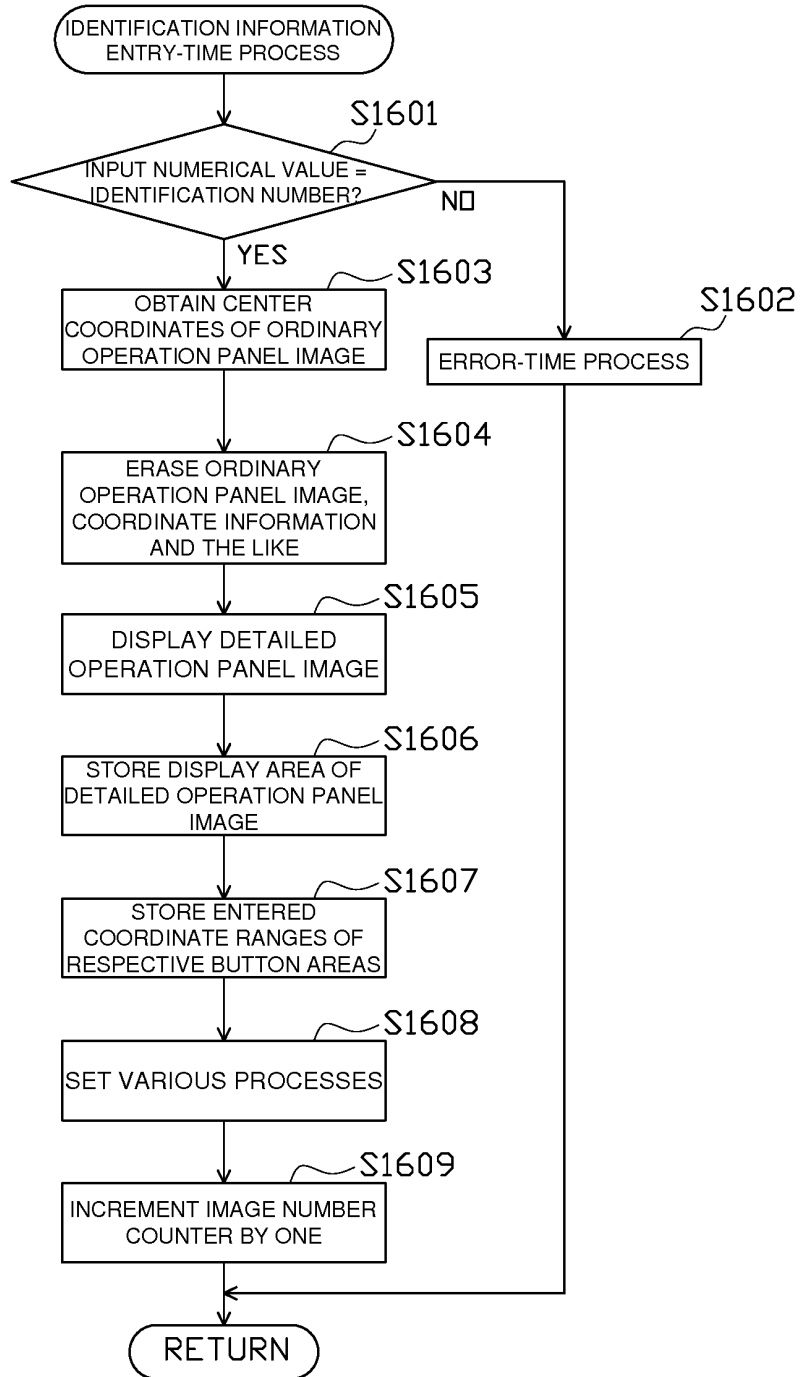 IDENTIFICATION INFORMATION
ENTRY-TIME PROCESS
S1601
INPUT NUMERICAL VALUE =
IDENTIFICATION NUMBER?
NO
YES
S1603
OBTAIN CENTER
COORDINATES OF ORDINARY
OPERATION PANEL IMAGE
S1602
ERROR-TIME PROCESS
S1604
ERASE ORDINARY
OPERATION PANEL IMAGE,
COORDINATE INFORMATION
AND THE LIKE
S1605
DISPLAY DETAILED
OPERATION PANEL IMAGE
S1606
STORE DISPLAY AREA OF
DETAILED OPERATION PANEL
IMAGE
S1607
STORE ENTERED
COORDINATE RANGES OF
RESPECTIVE BUTTON AREAS
S1608
SET VARIOUS PROCESSES
S1609
INCREMENT IMAGE NUMBER
COUNTER BY ONE
RETURN